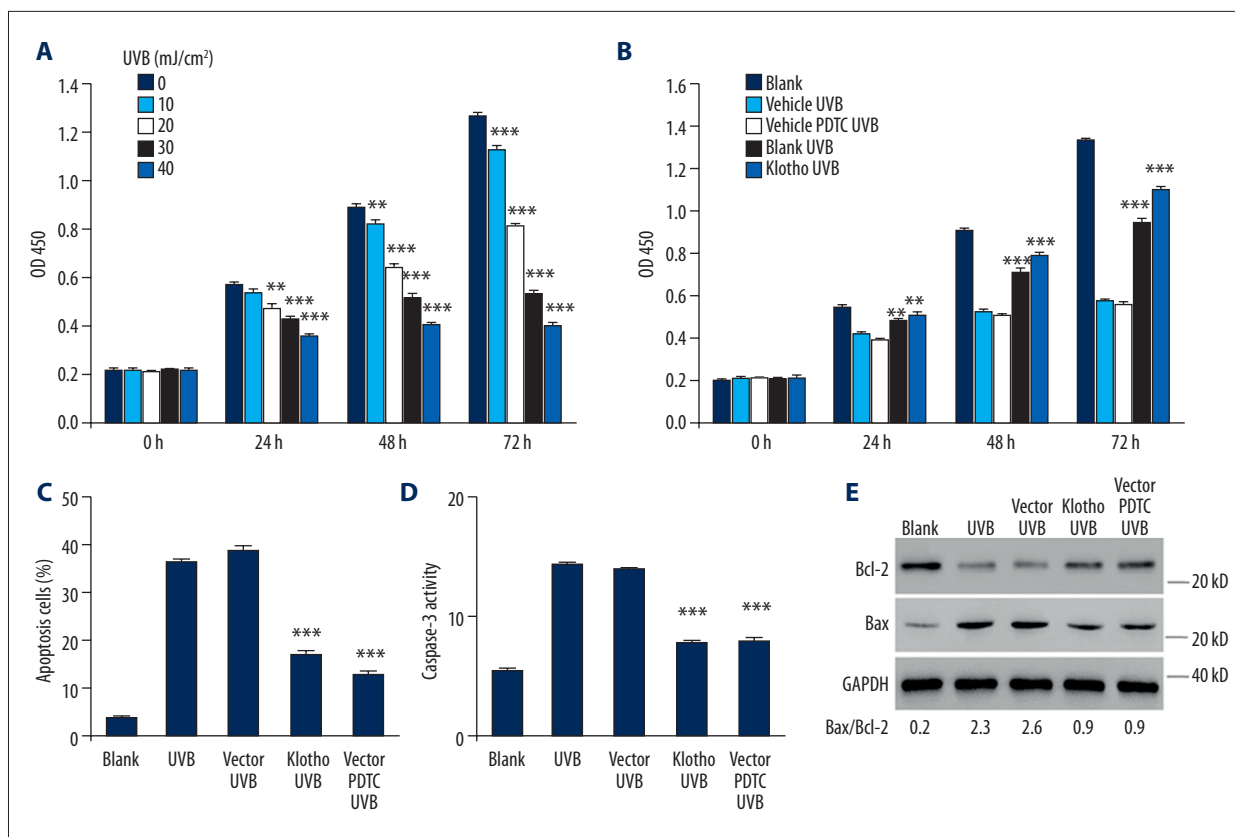 A
UVB (mJ/cm²)
0
10
20
30
40
OD 450
1.4
1.2
1.0
0.8
0.6
0.4
0.2
0.0
**
***
***
**
***
***
***
***
***
***
***
0 h
24 h
48 h
72 h
B
Blank
Vehicle UVB
Vehicle PDTC UVB
Blank UVB
Klotho UVB
OD 450
1.6
1.4
1.2
1.0
0.8
0.6
0.4
0.2
0.0
**
**
***
***
***
***
0 h
24 h
48 h
72 h
C
Apoptosis cells (%)
50
40
30
20
10
0
***
***
Blank
UVB
Vector
UVB
Klotho
UVB
Vector
PDTC
UVB
D
Caspase-3 activity
20
10
0
***
***
Blank
UVB
Vector
UVB
Klotho
UVB
Vector
PDTC
UVB
E
Blank
UVB
Vector
UVB
Klotho
UVB
Vector
PDTC
UVB
Bcl-2
20 kD
Bax
20 kD
GAPDH
40 kD
Bax/Bcl-2 0.2 2.3 2.6 0.9 0.9